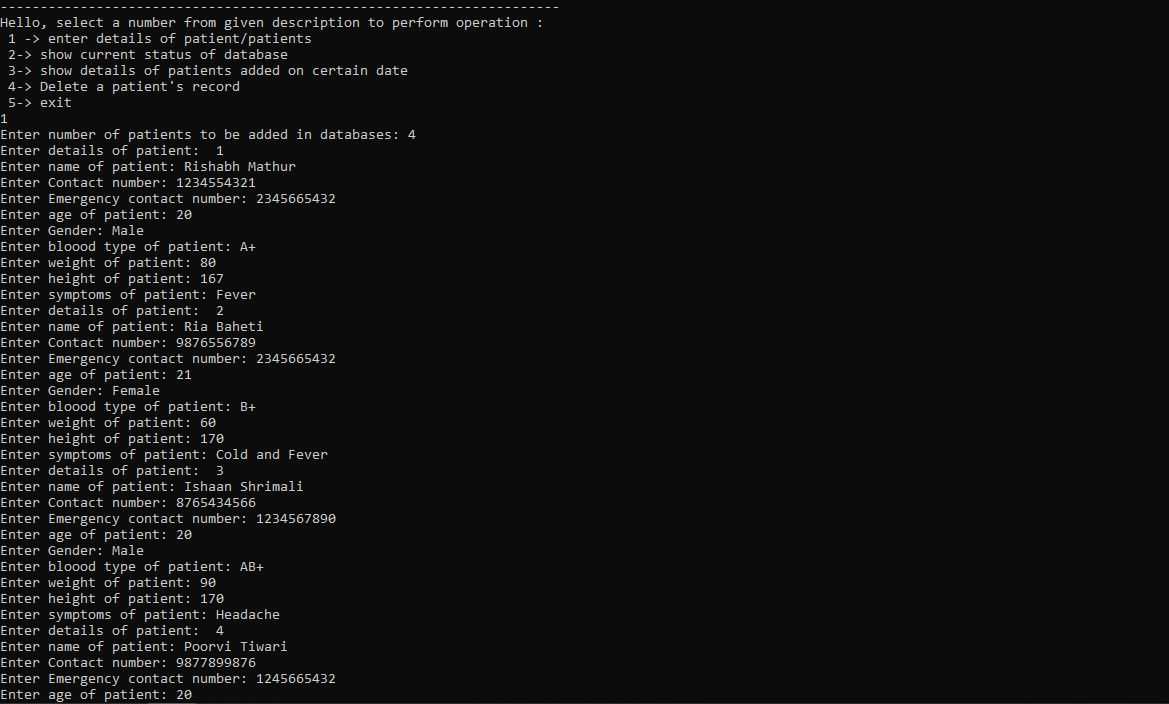 ----------------------------------------------------------------------
Hello, select a number from given description to perform operation :
 1 -> enter details of patient/patients
 2-> show current status of database
 3-> show details of patients added on certain date
 4-> Delete a patient's record
 5-> exit
1
Enter number of patients to be added in databases: 4
Enter details of patient:  1
Enter name of patient: Rishabh Mathur
Enter Contact number: 1234554321
Enter Emergency contact number: 2345665432
Enter age of patient: 20
Enter Gender: Male
Enter bloood type of patient: A+
Enter weight of patient: 80
Enter height of patient: 167
Enter symptoms of patient: Fever
Enter details of patient:  2
Enter name of patient: Ria Baheti
Enter Contact number: 9876556789
Enter Emergency contact number: 2345665432
Enter age of patient: 21
Enter Gender: Female
Enter bloood type of patient: B+
Enter weight of patient: 60
Enter height of patient: 170
Enter symptoms of patient: Cold and Fever
Enter details of patient:  3
Enter name of patient: Ishaan Shrimali
Enter Contact number: 8765434566
Enter Emergency contact number: 1234567890
Enter age of patient: 20
Enter Gender: Male
Enter bloood type of patient: AB+
Enter weight of patient: 90
Enter height of patient: 170
Enter symptoms of patient: Headache
Enter details of patient:  4
Enter name of patient: Poorvi Tiwari
Enter Contact number: 9877899876
Enter Emergency contact number: 1245665432
Enter age of patient: 20